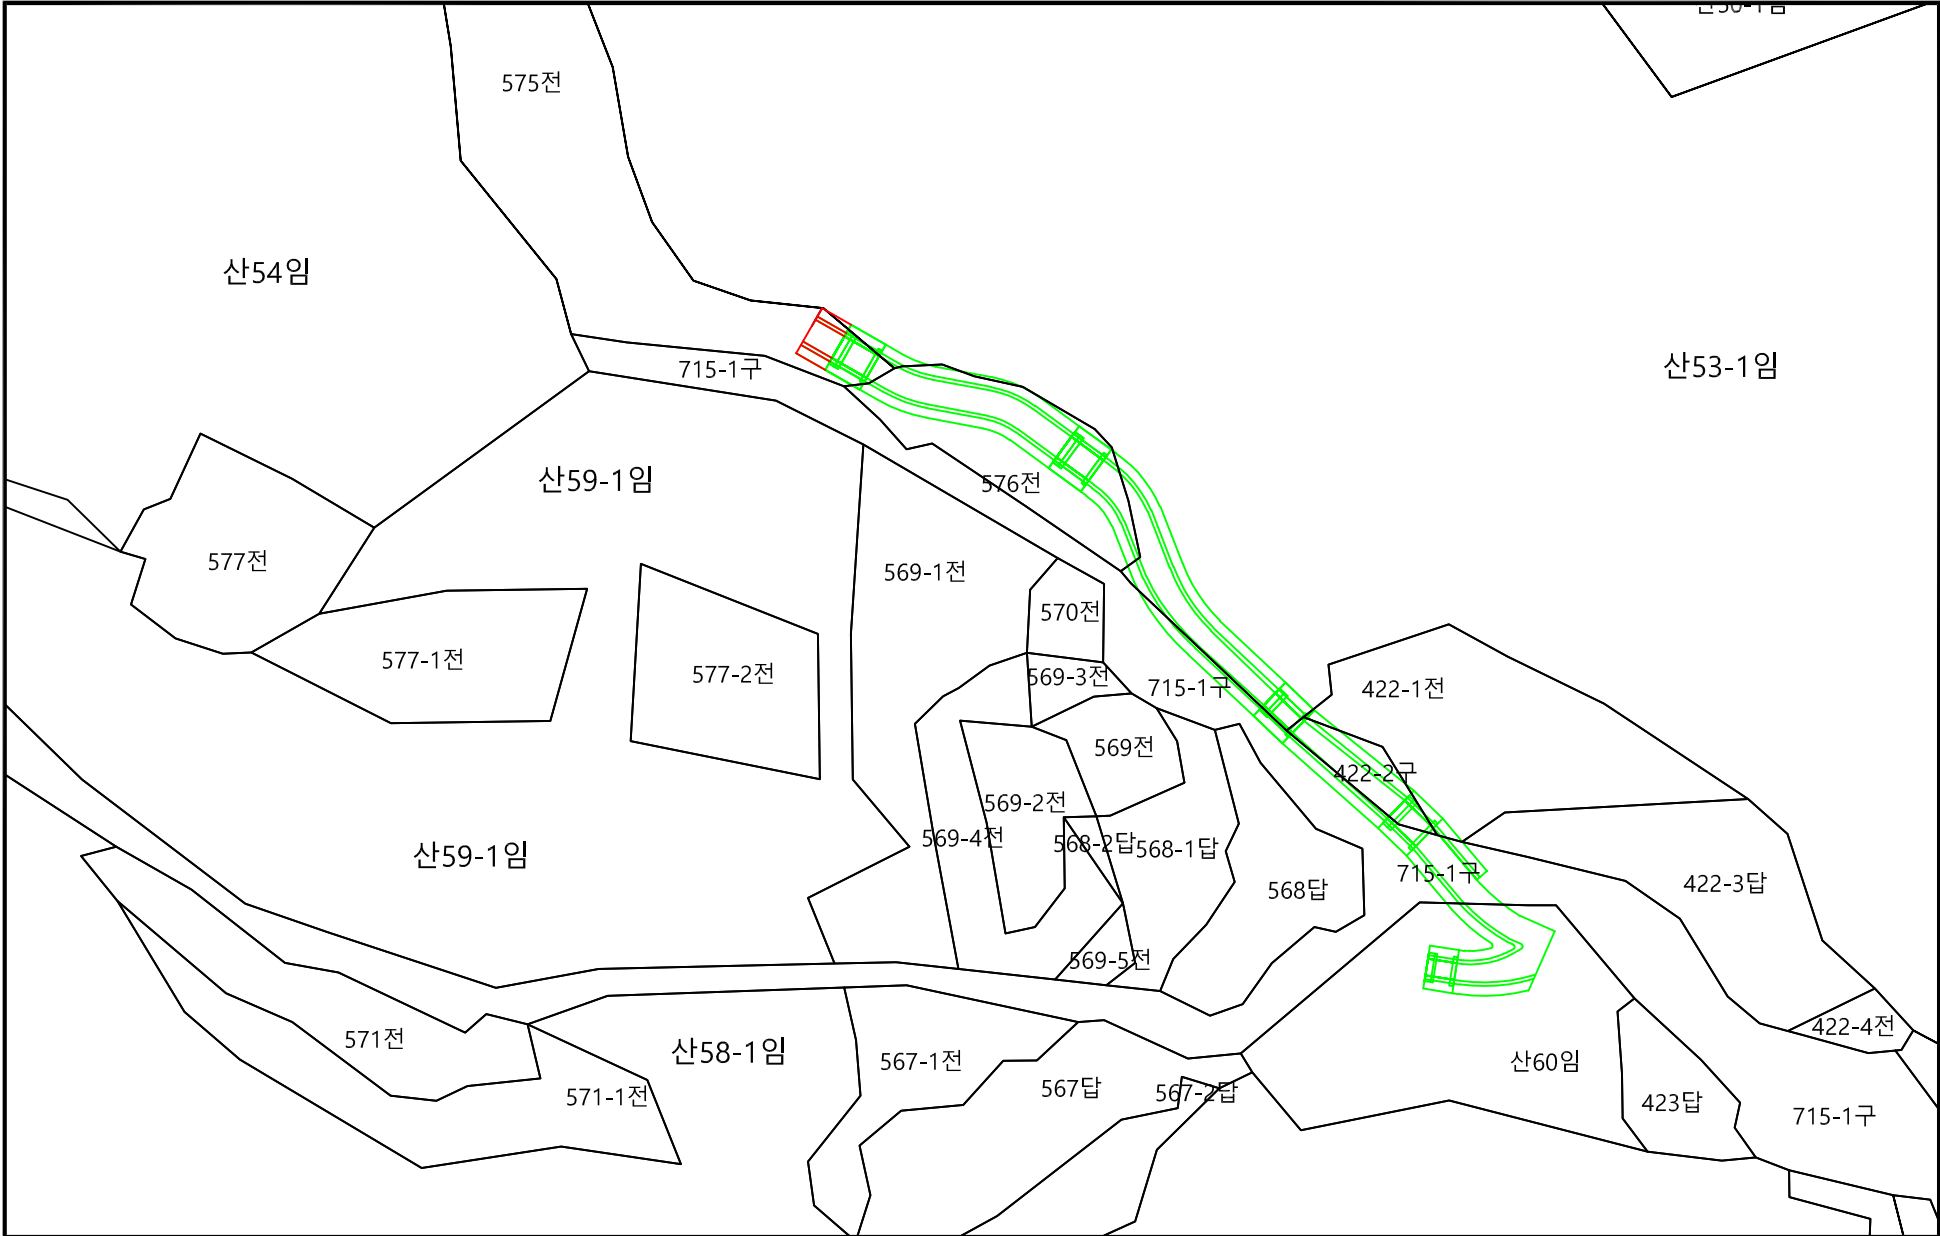 산50-1임
575전
산54임
산53-1임
715-1구
산59-1임
576전
577전
569-1전
570전
577-1전
577-2전
569-3전
715-1구
422-1전
569전
422-2구
569-2전
569-4전
568-2답
568-1답
산59-1임
715-1구
568답
422-3답
569-5전
422-4전
571전
산58-1임
567-1전
산60임
567답
567-2답
571-1전
423답
715-1구